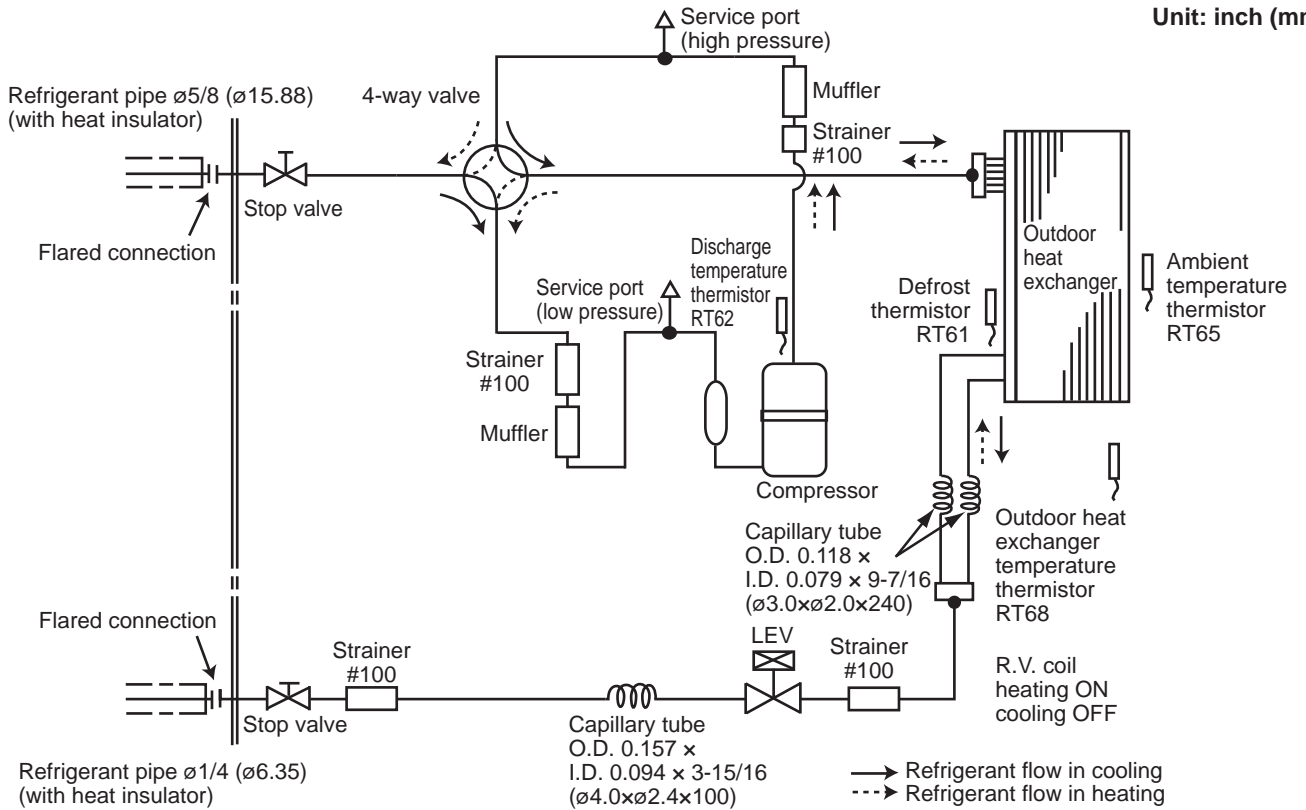 Unit: inch (mm
Service port
(high pressure)
Refrigerant pipe ø5/8 (ø15.88)
(with heat insulator)
4-way valve
Muffler
Strainer
#100
Stop valve
Flared connection
Outdoor
heat
exchanger
Discharge
temperature
thermistor
RT62
Service port
(low pressure)
Defrost
thermistor
RT61
Ambient
temperature
thermistor
RT65
Strainer
#100
Muffler
Compressor
Capillary tube
O.D. 0.118 ×
I.D. 0.079 × 9-7/16
(ø3.0×ø2.0×240)
Outdoor heat
exchanger
temperature
thermistor
RT68
Flared connection
Strainer
#100
LEV
Strainer
#100
R.V. coil
heating ON
cooling OFF
Stop valve
Capillary tube
O.D. 0.157 ×
I.D. 0.094 × 3-15/16
(ø4.0×ø2.4×100)
Refrigerant pipe ø1/4 (ø6.35)
(with heat insulator)
Refrigerant flow in cooling
Refrigerant flow in heating